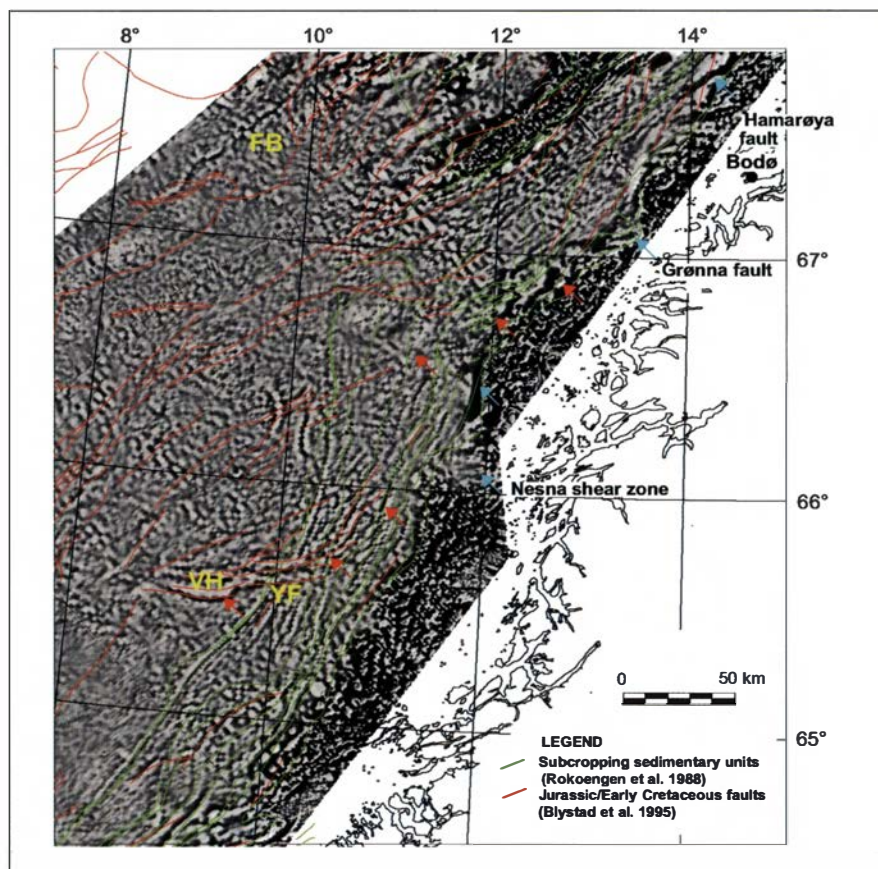 8° 10° 12° 14°
Hamarøya
fault
FB
Bodø
67°
Grønna fault
Nesna shear zone
66°
VH
YF
0 50 km
65°
LEGEND
Subcropping sedimentary units
(Rokoengen et al. 1988)
Jurassic/Early Cretaceous faults
(Blystad et al. 1995)